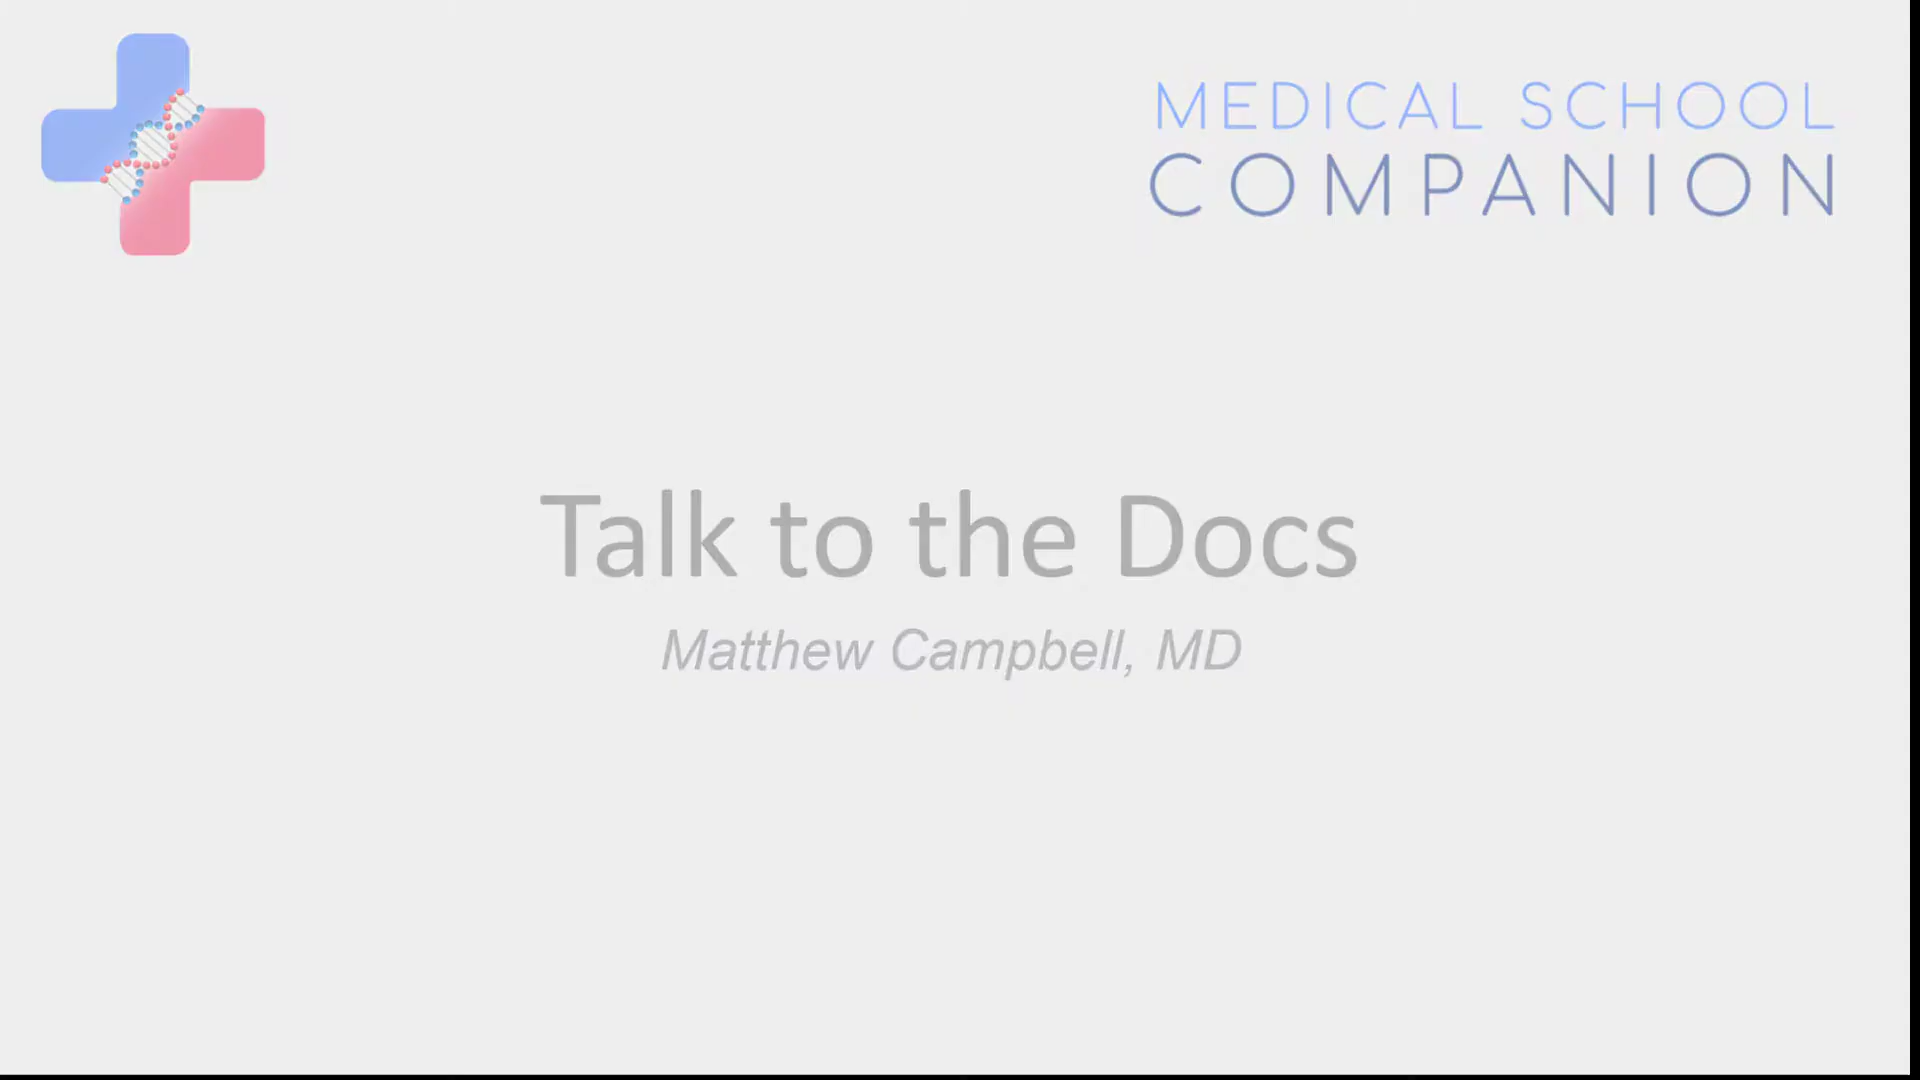 MEDICAL SCHOOL
COMPANION
Talk to the Docs
Matthew Campbell, MD